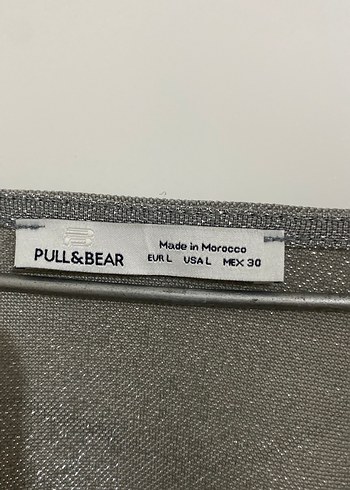 PULL&BEAR
Made in Morocco
EUR L USA L MEX 30